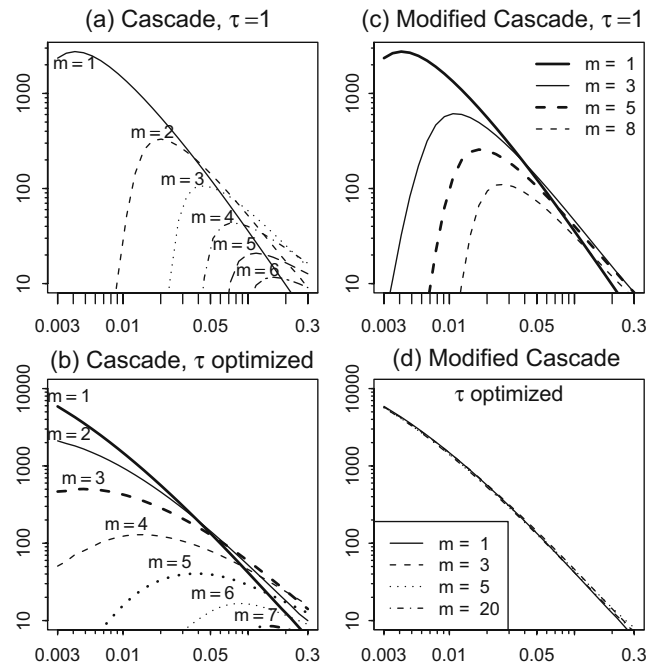 (a) Cascade, τ=1
m=1
m=2
m=3
m=4
m=5
m=6
10
100
1000
0.003 0.01 0.05 0.3
(c) Modified Cascade, τ=1
m = 1
m = 3
m = 5
m = 8
10
100
1000
0.003 0.01 0.05 0.3
(b) Cascade, τ optimized
m=1
m=2
m=3
m=4
m=5
m=6
m=7
10
100
1000
10000
0.003 0.01 0.05 0.3
(d) Modified Cascade
τ optimized
m = 1
m = 3
m = 5
m = 20
10
100
1000
10000
0.003 0.01 0.05 0.3